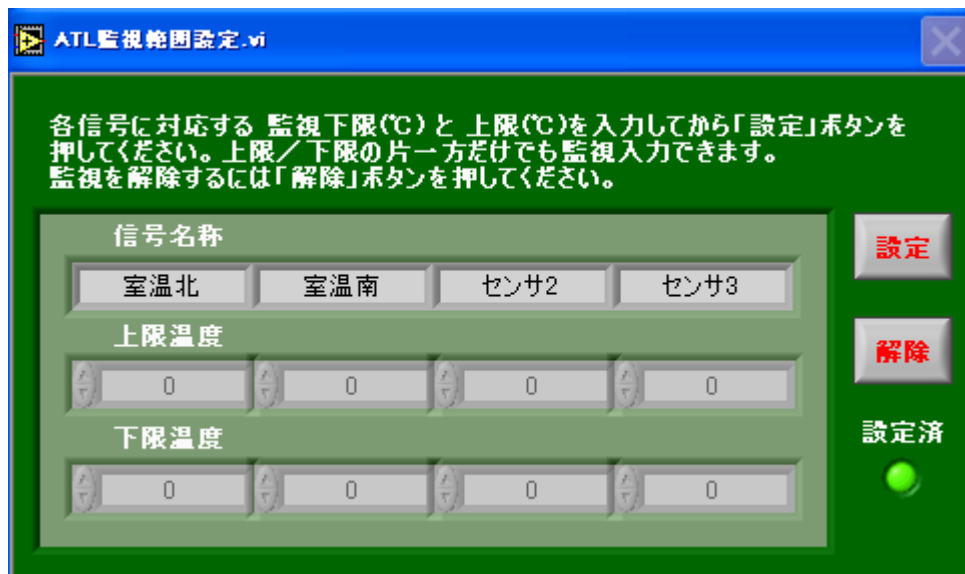 ATL監視範囲設定.vi
各信号に対応する 監視下限(℃) と 上限(℃)を入力してから「設定」ボタンを
押してください。上限／下限の片一方だけでも監視入力できます。
監視を解除するには「解除」ボタンを押してください。
信号名称
室温北 室温南 センサ2 センサ3
設定
上限温度
0 0 0 0
解除
下限温度
設定済
0 0 0 0